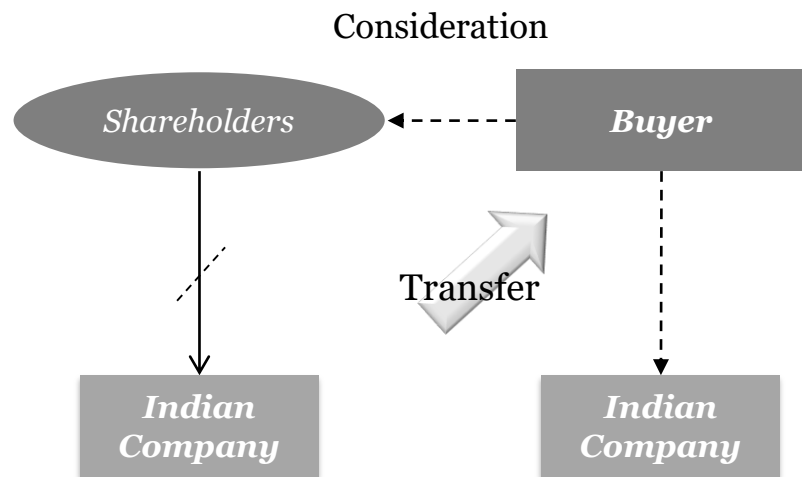 Consideration
Shareholders
Buyer
Transfer
Indian
Company
Indian
Company